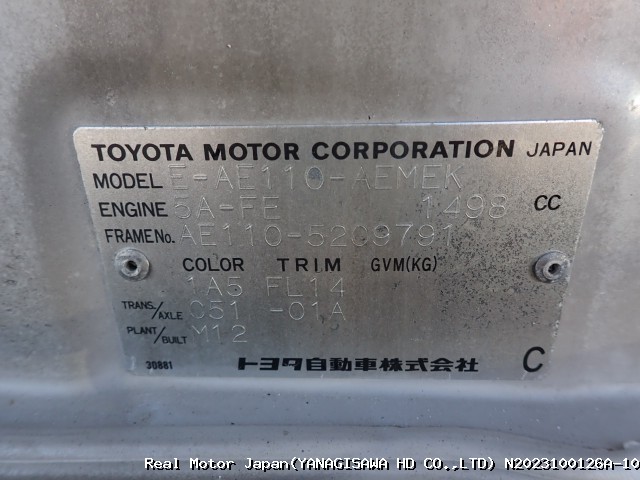 TOYOTA MOTOR CORPORATION JAPAN
MODEL E-AE110-AEMEK
ENGINE 5A-FE 1498 CC
FRAME No. AE110-5209791
COLOR TRIM GVM(KG)
1A5 FL14
TRANS./AXLE C51 -01A
PLANT/BUILT M12
30881 トヨタ自動車株式会社 C
Real Motor Japan(YANAGISAWA HD CO.,LTD) N2023100126A-10